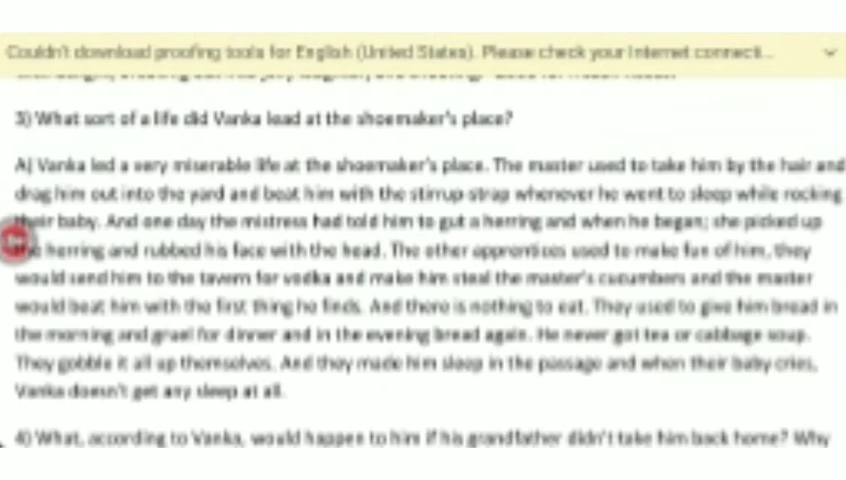 Couldn't download proofing tools for English (United States). Please check your Internet connecti...
3) What sort of a life did Vanka lead at the shoemaker's place?
A) Vanka led a very miserable life at the shoemaker's place. The master used to take him by the hair and
drag him out into the yard and beat him with the stirrup-strap whenever he went to sleep while rocking
their baby. And one day the mistress had told him to gut a herring and when he began; she picked up
the herring and rubbed his face with the head. The other apprentices used to make fun of him, they
would send him to the tavern for vodka and make him steal the master's cucumbers and the master
would beat him with the first thing he finds. And there is nothing to eat. They used to give him bread in
the morning and gruel for dinner and in the evening bread again. He never got tea or cabbage soup.
They gobble it all up themselves. And they made him sleep in the passage and when their baby cries,
Vanka doesn't get any sleep at all.
4) What, according to Vanka, would happen to him if his grandfather didn't take him back home? Why